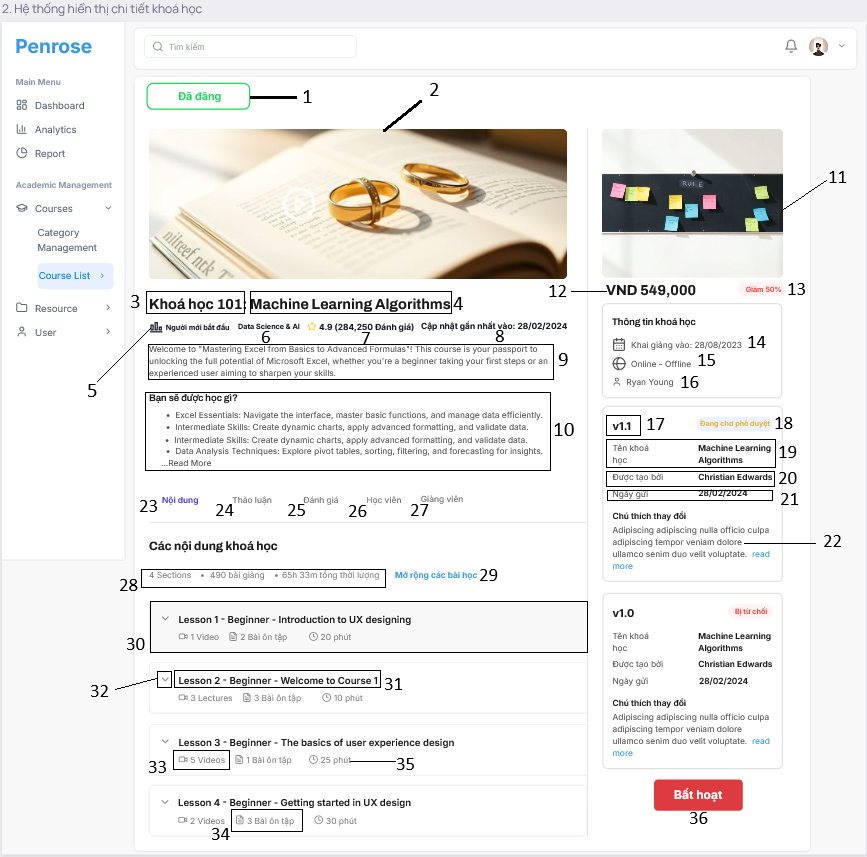 2. Hệ thống hiển thị chi tiết khoá học
Penrose
Main Menu
Dashboard
Analytics
Report
Academic Management
Courses
Category
Management
Course List
Resource
User
Tìm kiếm
Đã đăng
1
2
3
Khoá học 101: Machine Learning Algorithms
4
Người mới bắt đầu
Data Science & AI
4.9 (284,250 Đánh giá)
Cập nhật gần nhất vào: 28/02/2024
5
6
7
8
Welcome to "Mastering Excel from Basics to Advanced Formulas"! This course is your passport to
unlocking the full potential of Microsoft Excel, whether you're a beginner taking your first steps or an
experienced user aiming to sharpen your skills.
9
Bạn sẽ được học gì?
• Excel Essentials: Navigate the interface, master basic functions, and manage data efficiently.
• Intermediate Skills: Create dynamic charts, apply advanced formatting, and validate data.
• Intermediate Skills: Create dynamic charts, apply advanced formatting, and validate data.
• Data Analysis Techniques: Explore pivot tables, sorting, filtering, and forecasting for insights.
...Read More
10
23
Nội dung
24
Thảo luận
25
Đánh giá
26
Học viên
27
Giảng viên
Các nội dung khoá học
28
4 Sections • 490 bài giảng • 65h 33m tổng thời lượng
Mở rộng các bài học
29
30
Lesson 1 - Beginner - Introduction to UX designing
1 Video
2 Bài ôn tập
20 phút
32
Lesson 2 - Beginner - Welcome to Course 1
31
3 Lectures
3 Bài ôn tập
10 phút
Lesson 3 - Beginner - The basics of user experience design
33
5 Videos
1 Bài ôn tập
25 phút
35
Lesson 4 - Beginner - Getting started in UX design
2 Videos
3 Bài ôn tập
30 phút
34
11
12
VND 549,000
Giảm 50%
13
Thông tin khoá học
Khai giảng vào: 28/08/2023
14
Online - Offline
15
Ryan Young
16
v1.1
17
Đang chờ phê duyệt
18
Tên khoá
học
Machine Learning
Algorithms
19
Được tạo bởi
Christian Edwards
20
Ngày gửi
28/02/2024
21
Chú thích thay đổi
Adipiscing adipiscing nulla officio culpa
adipiscing tempor veniam dolore
ullamco senim duo velit voluptate. read
more
22
v1.0
Bị từ chối
Tên khoá
học
Machine Learning
Algorithms
Được tạo bởi
Christian Edwards
Ngày gửi
28/02/2024
Chú thích thay đổi
Adipiscing adipiscing nulla officio culpa
adipiscing tempor veniam dolore
ullamco senim duo velit voluptate. read
more
Bất hoạt
36